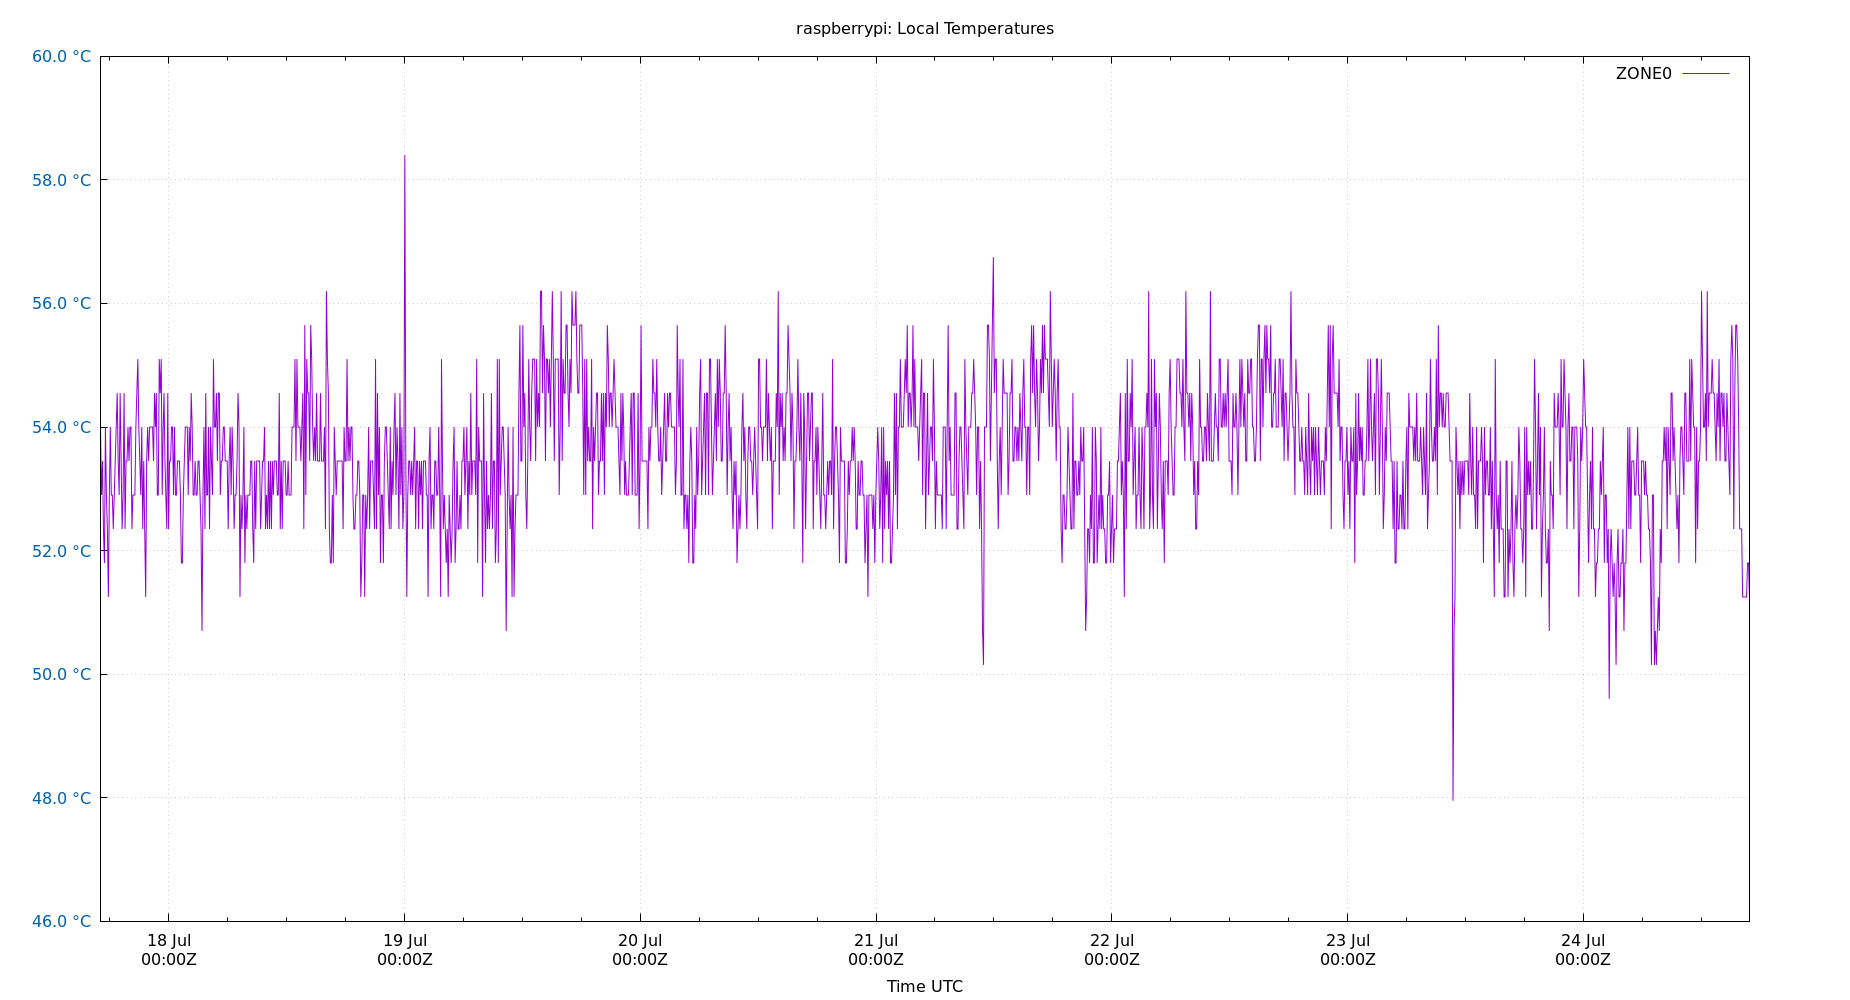 raspberrypi: Local Temperatures
60.0 °C
ZONE0
58.0 °C
56.0 °C
54.0 °C
52.0 °C
50.0 °C
48.0 °C
46.0 °C
18 Jul 19 Jul 20 Jul 21 Jul 22 Jul 23 Jul 24 Jul
00:00Z 00:00Z 00:00Z 00:00Z 00:00Z 00:00Z 00:00Z
Time UTC